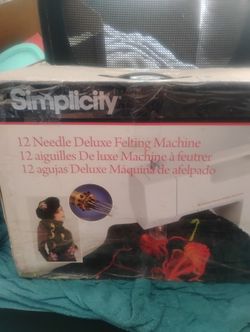 Simplicity
12 Needle Deluxe Felting Machine
12 aiguilles De luxe Machine à feutrer
12 agujas Deluxe Máquina de afelpado